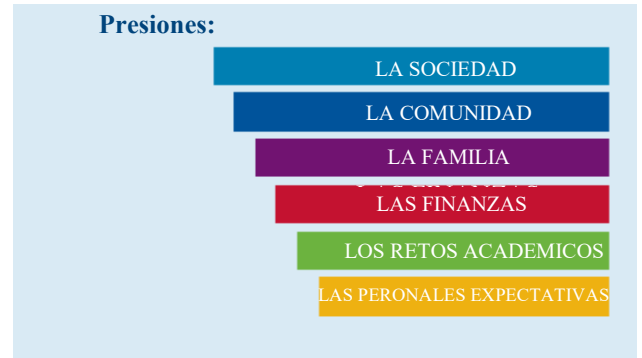 Presiones:
LA SOCIEDAD
LA COMUNIDAD
LA FAMILIA
LAS FINANZAS
LOS RETOS ACADEMICOS
LAS PERONALES EXPECTATIVAS